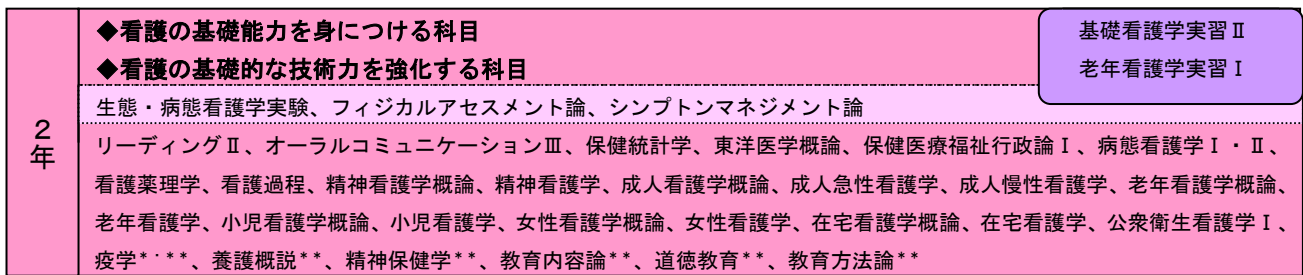 2年
◆看護の基礎能力を身につける科目
◆看護の基礎的な技術力を強化する科目
基礎看護学実習Ⅱ
老年看護学実習Ⅰ
生態・病態看護学実験、フィジカルアセスメント論、シンプトンマネジメント論
リーディングⅡ、オーラルコミュニケーションⅢ、保健統計学、東洋医学概論、保健医療福祉行政論Ⅰ、病態看護学Ⅰ・Ⅱ、
看護薬理学、看護過程、精神看護学概論、精神看護学、成人看護学概論、成人急性看護学、成人慢性看護学、老年看護学概論、
老年看護学、小児看護学概論、小児看護学、女性看護学概論、女性看護学、在宅看護学概論、在宅看護学、公衆衛生看護学Ⅰ、
疫学*・**、養護概説**、精神保健学**、教育内容論**、道徳教育**、教育方法論**